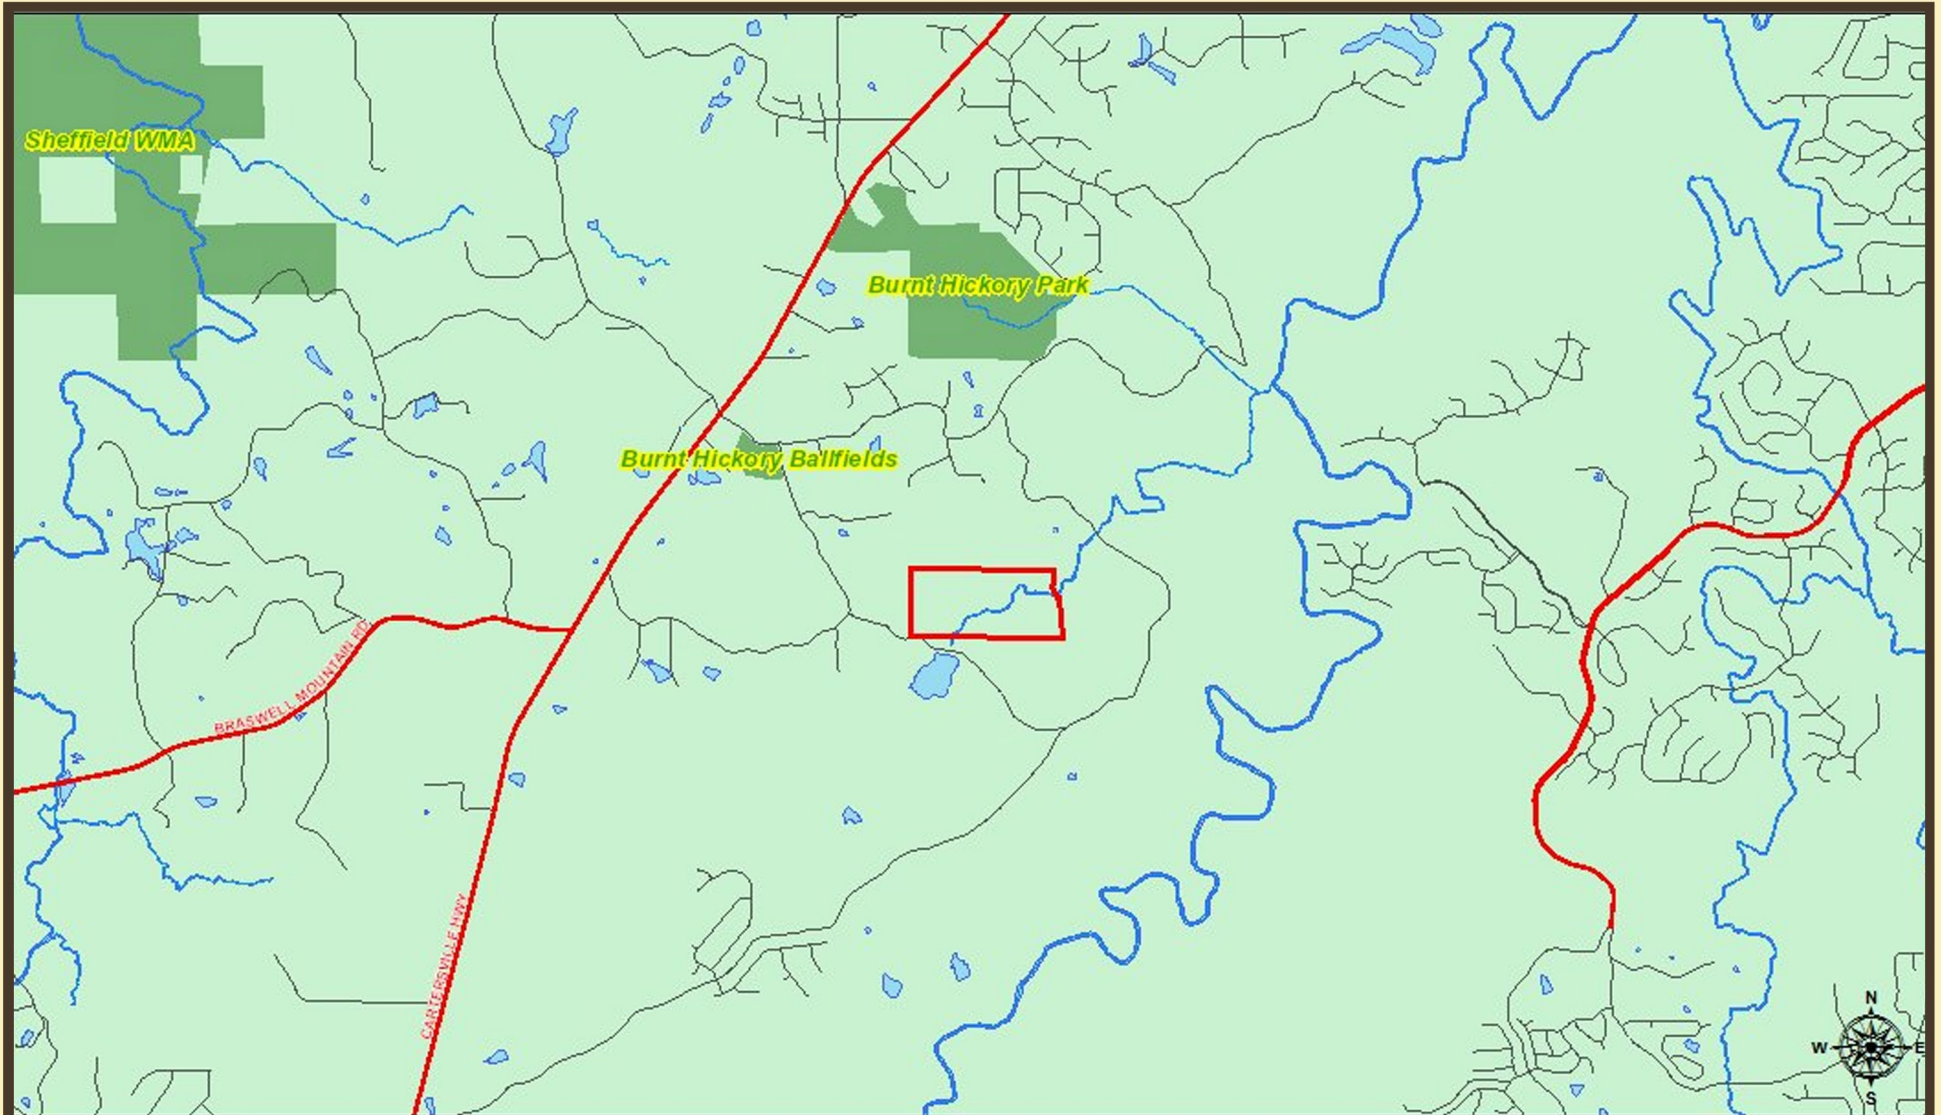 Sheffield WMA
Burnt Hickory Park
Burnt Hickory Ballfields
BRASWELL MOUNTAIN RD
CARTERSVILLE HWY
N
W
E
S